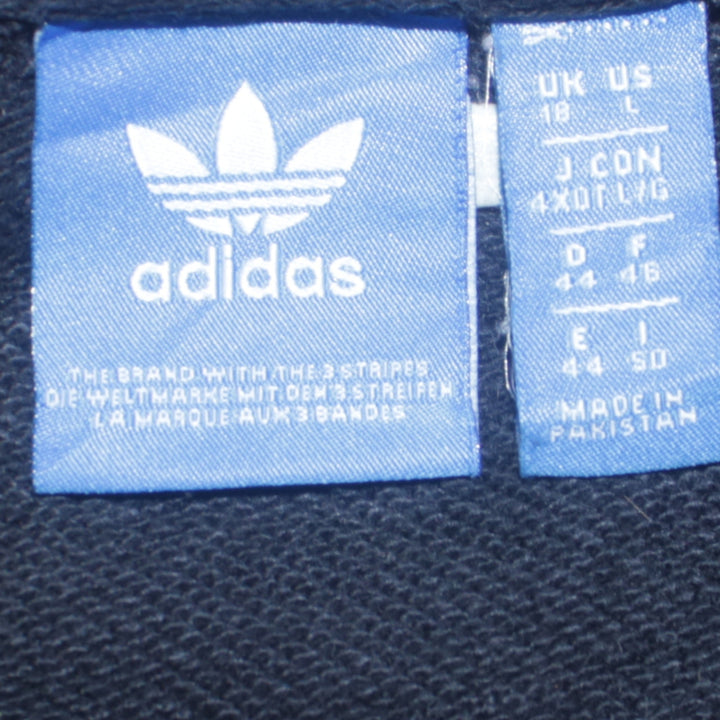 adidas
THE BRAND WITH THE 3 STRIPES
DIE WELTMARKE MIT DEN 3 STREIFEN
LA MARQUE AUX 3 BANDES
UK US
18 L
J CDN
4XOT L/G
D F
44 46
E I
44 50
MADE IN
PAKISTAN